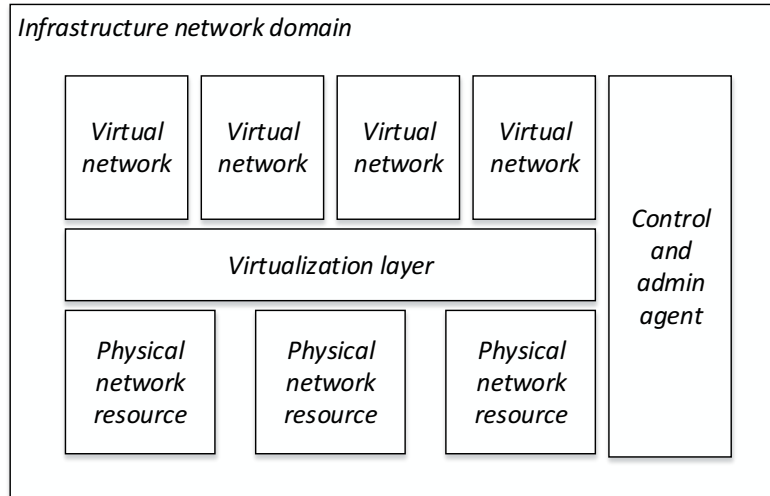 Infrastructure network domain
Virtual
network
Virtual
network
Virtual
network
Virtual
network
Control
and
admin
agent
Virtualization layer
Physical
network
resource
Physical
network
resource
Physical
network
resource